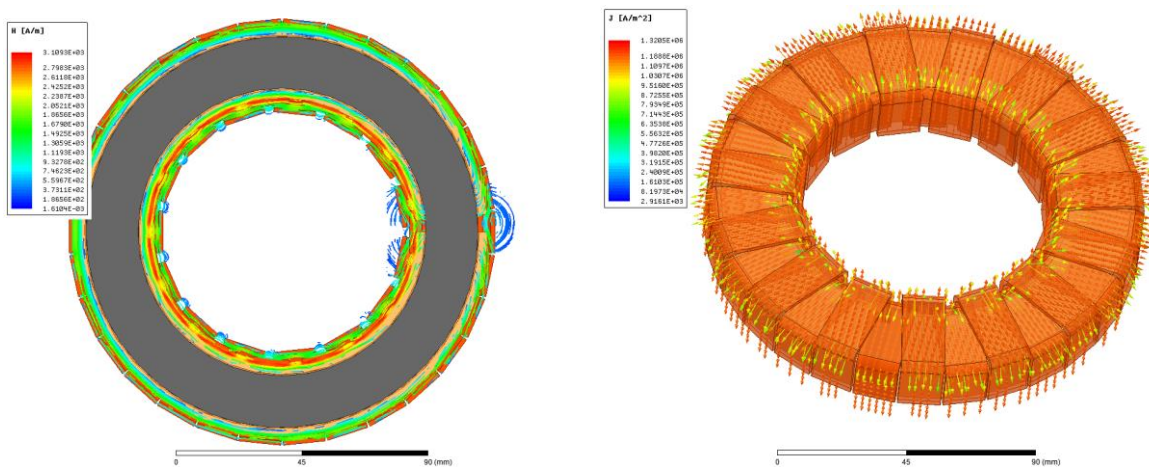 H [A/m]
3.1093E+03
2.7983E+03
2.6118E+03
2.4252E+03
2.2387E+03
2.0521E+03
1.8656E+03
1.6790E+03
1.4925E+03
1.3059E+03
1.1193E+03
9.3278E+02
7.4623E+02
5.5967E+02
3.7311E+02
1.8656E+02
1.6104E-03
0
45
90 (mm)
J [A/m^2]
1.3205E+06
1.1888E+06
1.1097E+06
1.0307E+06
9.5160E+05
8.7255E+05
7.9349E+05
7.1443E+05
6.3538E+05
5.5632E+05
4.7726E+05
3.9820E+05
3.1915E+05
2.4009E+05
1.6103E+05
8.1973E+04
2.9161E+03
0
45
90 (mm)